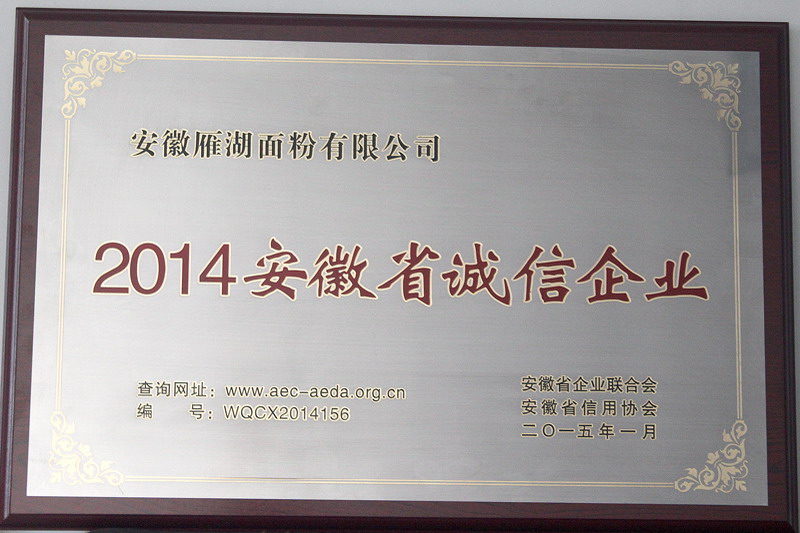 安徽雁湖面粉有限公司
2014安徽省诚信企业
查询网址：www.aec-aeda.org.cn
编 号：WQCX2014156
安徽省企业联合会
安徽省信用协会
二〇一五年一月